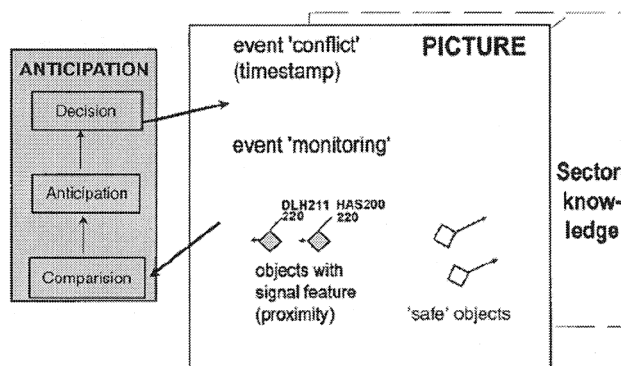 ANTICIPATION
Decision
Anticipation
Comparision
event 'conflict'
(timestamp)
PICTURE
event 'monitoring'
DLH211 HAS200
220 220
objects with
signal feature
(proximity)
'safe' objects
Sector
know-
ledge